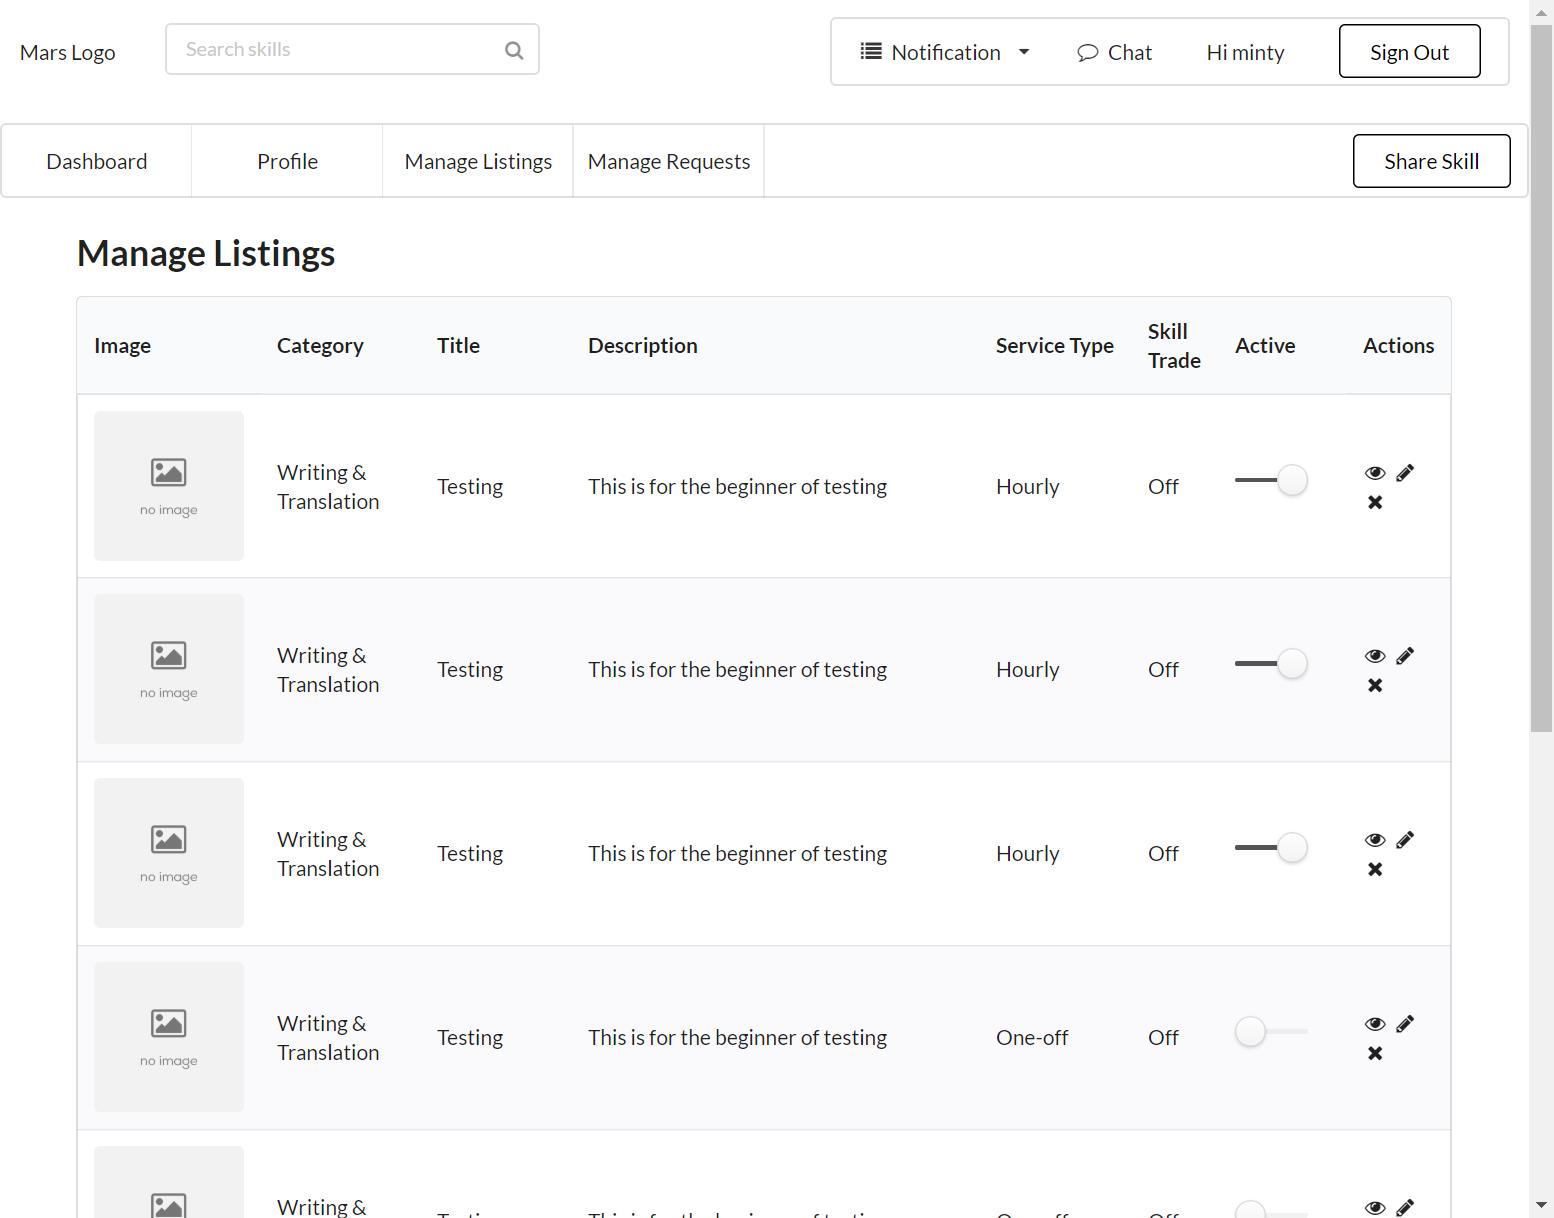 Mars Logo
Search skills
Notification
Chat
Hi minty
Sign Out
Dashboard
Profile
Manage Listings
Manage Requests
Share Skill
Manage Listings
Image
Category
Title
Description
Service Type
Skill
Trade
Active
Actions
no image
Writing &
Translation
Testing
This is for the beginner of testing
Hourly
Off
no image
Writing &
Translation
Testing
This is for the beginner of testing
Hourly
Off
no image
Writing &
Translation
Testing
This is for the beginner of testing
Hourly
Off
no image
Writing &
Translation
Testing
This is for the beginner of testing
One-off
Off
Writing &